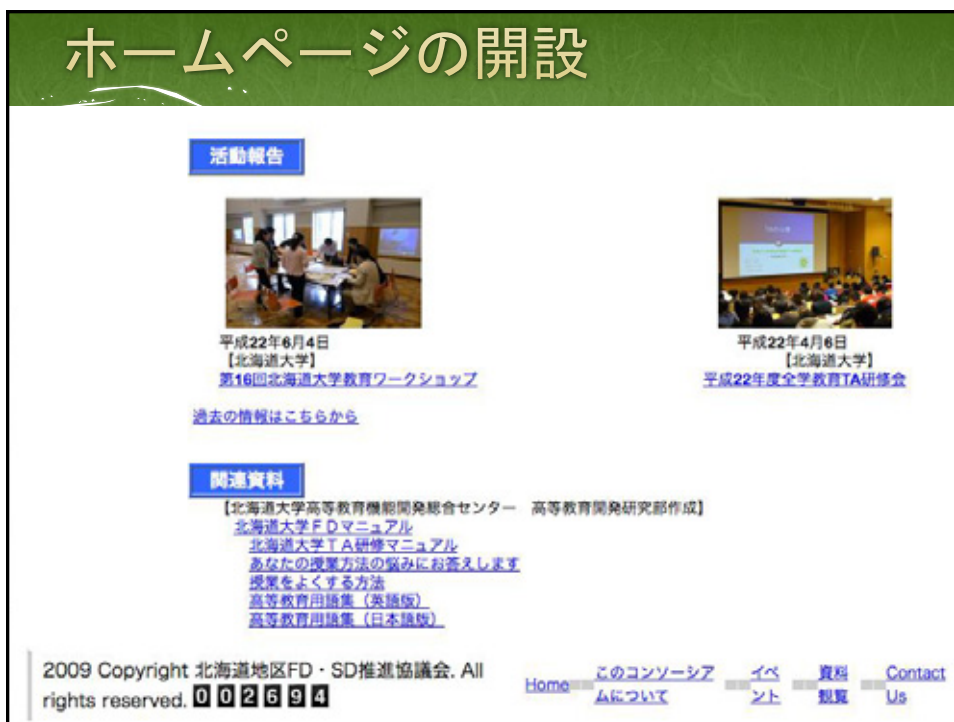 ホームページの開設
活動報告
平成22年6月4日
【北海道大学】
第16回北海道大学教育ワークショップ
平成22年4月6日
【北海道大学】
平成22年度全学教育TA研修会
過去の情報はこちらから
関連資料
【北海道大学高等教育機能開発総合センター　高等教育開発研究部作成】
北海道大学ＦＤマニュアル
北海道大学ＴＡ研修マニュアル
あなたの授業方法の悩みにお答えします
授業をよくする方法
高等教育用語集（英語版）
高等教育用語集（日本語版）
2009 Copyright 北海道地区FD・SD推進協議会. All
rights reserved. 002694
Home
このコンソーシア
ムについて
イベ
ント
資料
観覧
Contact
Us